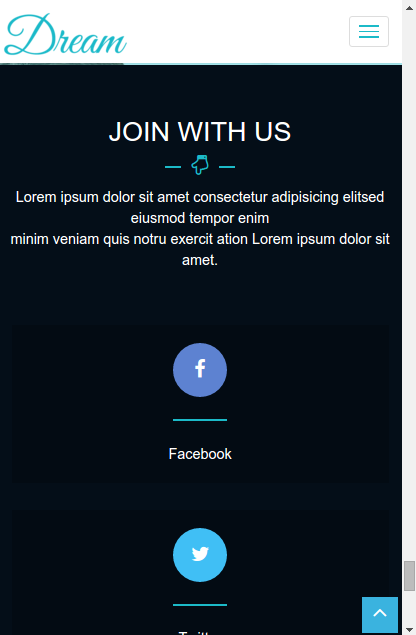 Dream
JOIN WITH US
Lorem ipsum dolor sit amet consectetur adipisicing elitsed
eiusmod tempor enim
minim veniam quis notru exercit ation Lorem ipsum dolor sit
amet.
Facebook